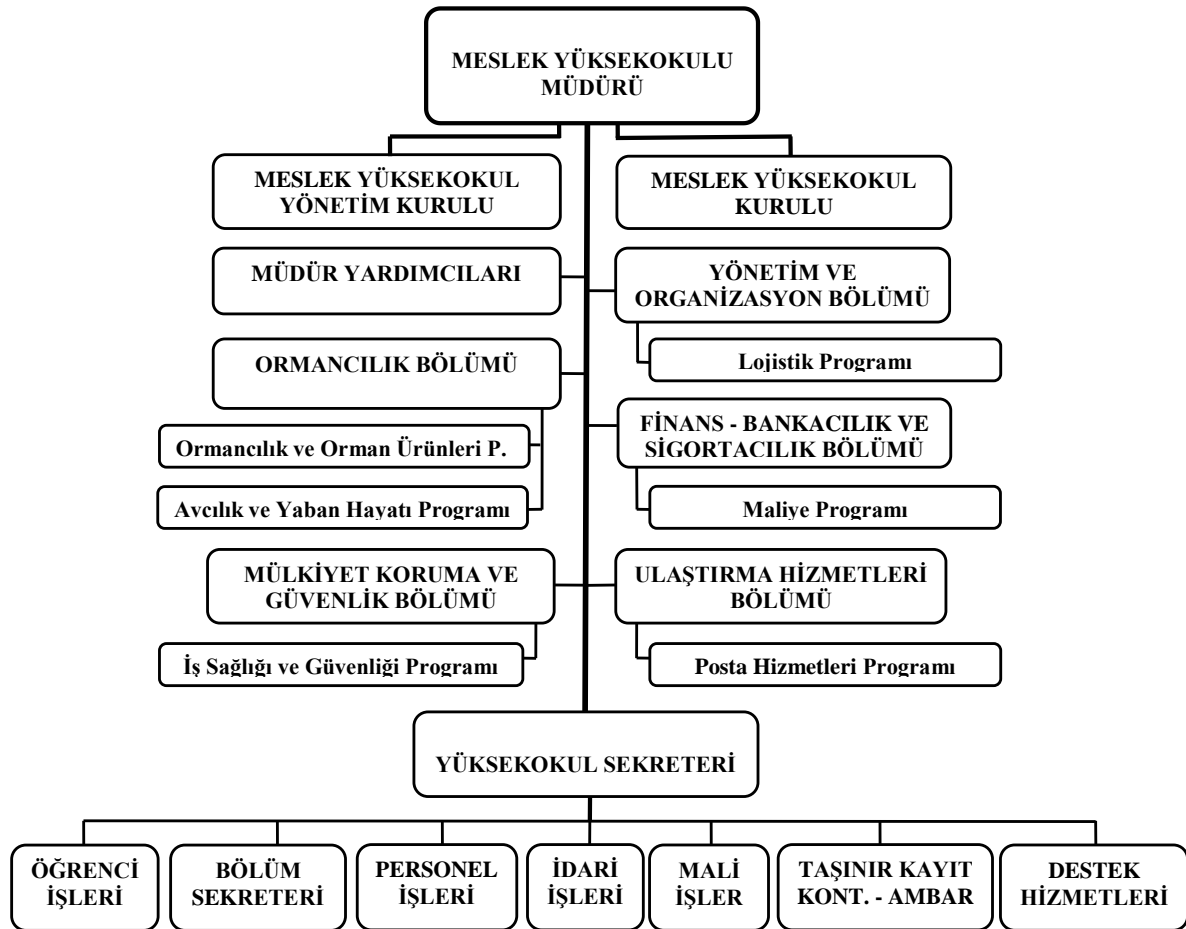 MESLEK YÜKSEKOKULU
MÜDÜRÜ
MESLEK YÜKSEKOKUL
YÖNETİM KURULU
MESLEK YÜKSEKOKUL
KURULU
MÜDÜR YARDIMCILARI
YÖNETİM VE
ORGANİZASYON BÖLÜMÜ
Lojistik Programı
ORMANCILIK BÖLÜMÜ
Ormancılık ve Orman Ürünleri P.
Avcılık ve Yaban Hayatı Programı
FİNANS - BANKACILIK VE
SİGORTACILIK BÖLÜMÜ
Maliye Programı
MÜLKİYET KORUMA VE
GÜVENLİK BÖLÜMÜ
İş Sağlığı ve Güvenliği Programı
ULAŞTIRMA HİZMETLERİ
BÖLÜMÜ
Posta Hizmetleri Programı
YÜKSEKOKUL SEKRETERİ
ÖĞRENCİ
İŞLERİ
BÖLÜM
SEKRETERİ
PERSONEL
İŞLERİ
İDARİ
İŞLERİ
MALİ
İŞLER
TAŞINIR KAYIT
KONT. - AMBAR
DESTEK
HİZMETLERİ